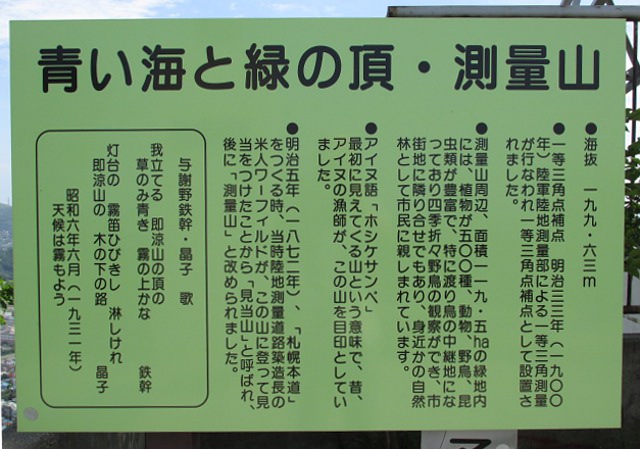 青い海と緑の頂・測量山
●海抜　一九九・六三m
●一等三角点補点　明治三三年（一九〇〇
年）陸軍陸地測量部による一等三角測量
が行なわれ一等三角点補点として設置さ
れました。
●測量山周辺、面積一一九・五haの緑地内
には、植物が五〇〇種、動物、野鳥、昆
虫類が豊富で、特に渡り鳥の中継地にな
っており四季折々野鳥の観察ができ、市
街地に隣り合せでもあり、身近かの自然
林として市民に親しまれています。
●アイヌ語「ホシケサンペ」
最初に見えてくる山という意味で、昔、
アイヌの漁師が、この山を目印としてい
ました。
●明治五年（一八七二年）、「札幌本道」
をつくる時、当時陸地測量道路築造長の
米人ワーフィルドが、この山に登って見
当をつけたことから「見当山」と呼ばれ、
後に「測量山」と改められました。
与謝野鉄幹・晶子　歌
我立てる　即涼山の頂の
草のみ青き　霧の上かな　鉄幹
灯台の　霧笛ひびきし　淋しけれ
即涼山の　木の下の路　晶子
昭和六年六月（一九三一年）
天候は霧もよう